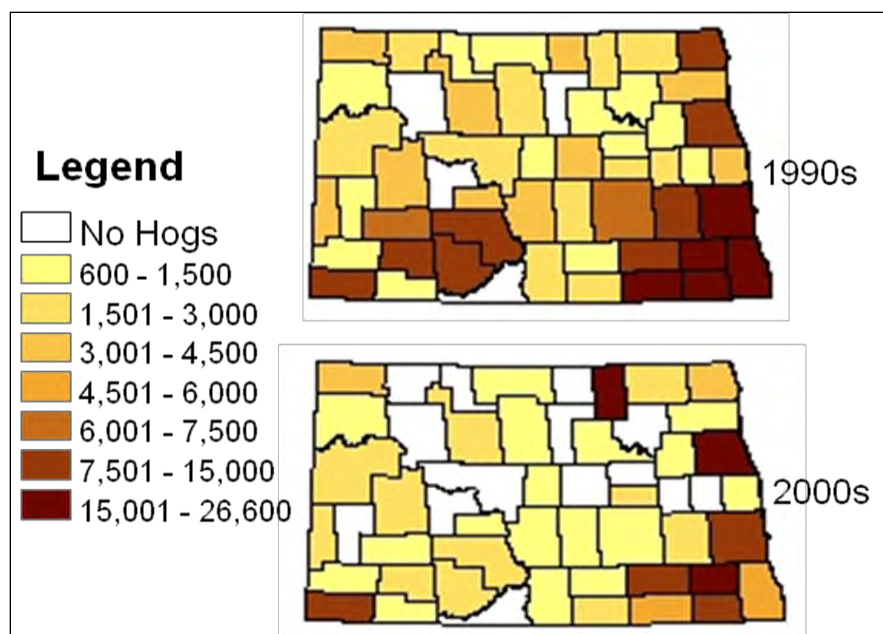 1990s
Legend
No Hogs
600 - 1,500
1,501 - 3,000
3,001 - 4,500
4,501 - 6,000
6,001 - 7,500
7,501 - 15,000
15,001 - 26,600
2000s